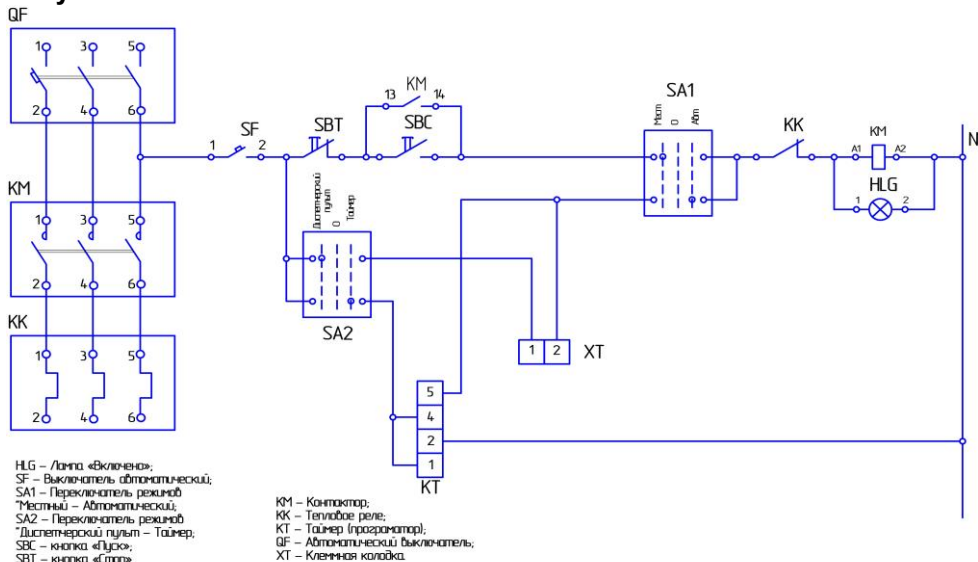 QF
1 3 5
2 4 6
1 SF 2
SBT
13 KM 14
SBC
SA1
Мест
0
Авт
KK
KM
A1 A2
HLG
1 2
N
KM
1 3 5
2 4 6
Диспетчерский пульт
0
Таймер
SA2
1 2 XT
KK
1 3 5
2 4 6
5
4
2
1
KT
HLG – Лампа «Включено»;
SF – Выключатель автоматический;
SA1 – Переключатель режимов
"Местный – Автоматический;
SA2 – Переключатель режимов
"Диспетчерский пульт – Таймер;
SBC – кнопка «Пуск»;
SBT – кнопка «Стоп»
KM – Контактор;
KK – Тепловое реле;
KT – Таймер (програматор);
QF – Автоматический выключатель;
XT – Клеммная колодка.